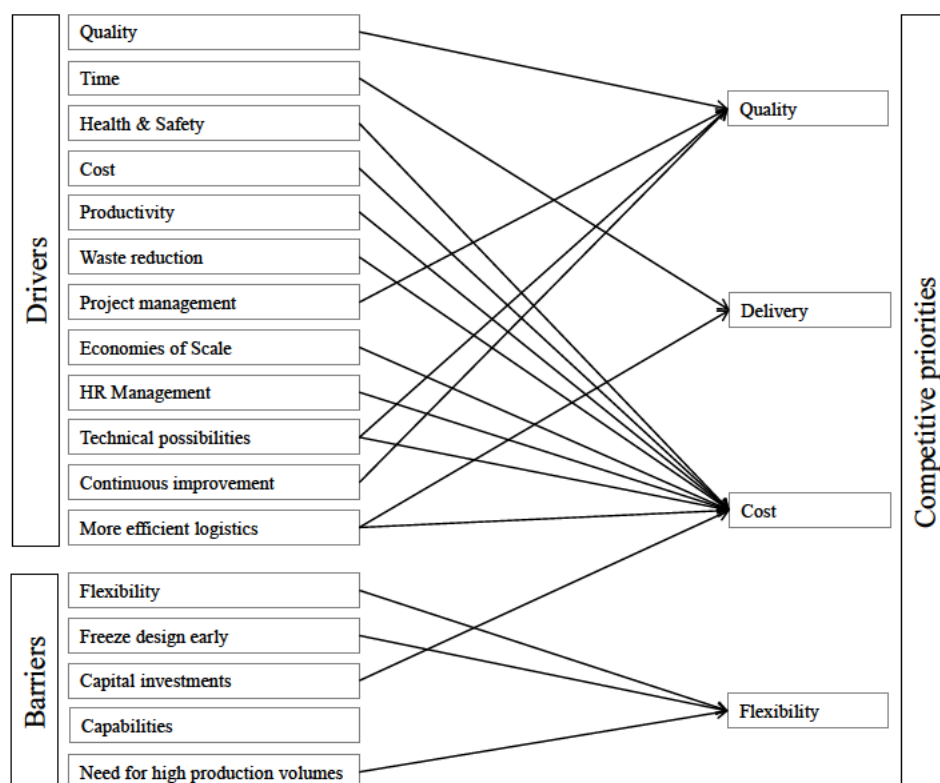 Drivers
Quality
Time
Health & Safety
Cost
Productivity
Waste reduction
Project management
Economies of Scale
HR Management
Technical possibilities
Continuous improvement
More efficient logistics
Barriers
Flexibility
Freeze design early
Capital investments
Capabilities
Need for high production volumes
Quality
Delivery
Cost
Flexibility
Competitive priorities